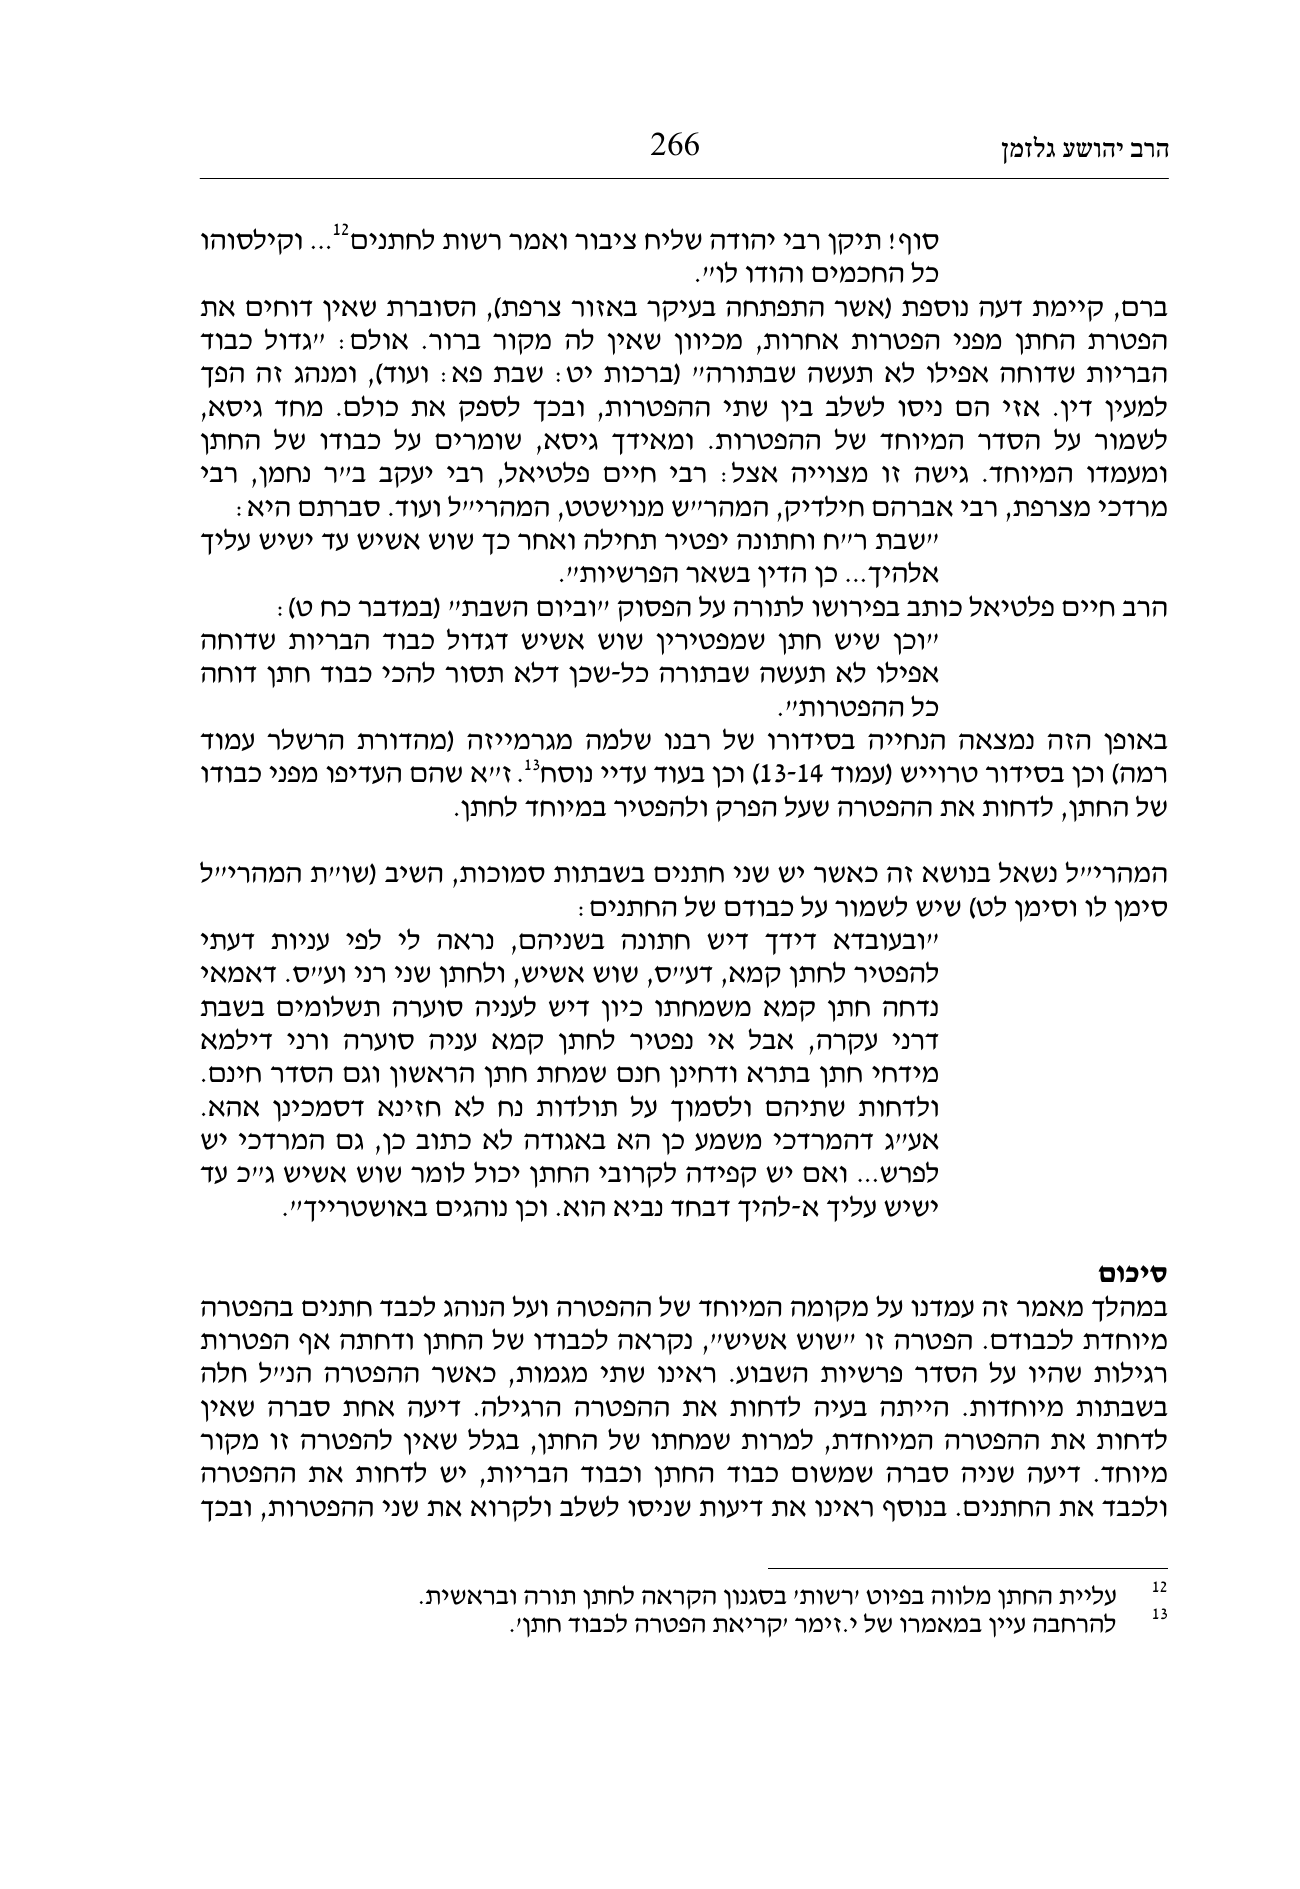 הרב יהושע גלזמן 266
סוף! תיקן רבי יהודה שליח ציבור ואמר רשות לחתנים12... וקילסוהו
כל החכמים והודו לו".
ברם, קיימת דעה נוספת (אשר התפתחה בעיקר באזור צרפת), הסוברת שאין דוחים את
הפטרת החתן מפני הפטרות אחרות, מכיוון שאין לה מקור ברור. אולם: "גדול כבוד
הבריות שדוחה אפילו לא תעשה שבתורה" (ברכות יט: שבת פא: ועוד), ומנהג זה הפך
למעין דין. אזי הם ניסו לשלב בין שתי ההפטרות, ובכך לספק את כולם. מחד גיסא,
לשמור על הסדר המיוחד של ההפטרות. ומאידך גיסא, שומרים על כבודו של החתן
ומעמדו המיוחד. גישה זו מצוייה אצל: רבי חיים פלטיאל, רבי יעקב ב"ר נחמן, רבי
מרדכי מצרפת, רבי אברהם חילדיק, המהר"ש מנוישטט, המהרי"ל ועוד. סברתם היא:
"שבת ר"ח וחתונה יפטיר תחילה ואחר כך שוש אשיש עד ישיש עליך
אלהיך... כן הדין בשאר הפרשיות".
הרב חיים פלטיאל כותב בפירושו לתורה על הפסוק "וביום השבת" (במדבר כח ט):
"וכן שיש חתן שמפטירין שוש אשיש דגדול כבוד הבריות שדוחה
אפילו לא תעשה שבתורה כל-שכן דלא תסור להכי כבוד חתן דוחה
כל ההפטרות".
באופן הזה נמצאה הנחייה בסידורו של רבנו שלמה מגרמייזה (מהדורת הרשלר עמוד
רמה) וכן בסידור טרוייש (עמוד 13-14) וכן בעוד עדיי נוסח13. ז"א שהם העדיפו מפני כבודו
של החתן, לדחות את ההפטרה שעל הפרק ולהפטיר במיוחד לחתן.
המהרי"ל נשאל בנושא זה כאשר יש שני חתנים בשבתות סמוכות, השיב (שו"ת המהרי"ל
סימן לו וסימן לט) שיש לשמור על כבודם של החתנים:
"ובעובדא דידך דיש חתונה בשניהם, נראה לי לפי עניות דעתי
להפטיר לחתן קמא, דע"ס, שוש אשיש, ולחתן שני רני וע"ס. דאמאי
נדחה חתן קמא משמחתו כיון דיש לעניה סוערה תשלומים בשבת
דרני עקרה, אבל אי נפטיר לחתן קמא עניה סוערה ורני דילמא
מידחי חתן בתרא ודחינן חנם שמחת חתן הראשון וגם הסדר חינם.
ולדחות שתיהם ולסמוך על תולדות נח לא חזינא דסמכינן אהא.
אע"ג דהמרדכי משמע כן הא באגודה לא כתוב כן, גם המרדכי יש
לפרש... ואם יש קפידה לקרובי החתן יכול לומר שוש אשיש ג"כ עד
ישיש עליך א-להיך דבחד נביא הוא. וכן נוהגים באושטרייך".
סיכום
במהלך מאמר זה עמדנו על מקומה המיוחד של ההפטרה ועל הנוהג לכבד חתנים בהפטרה
מיוחדת לכבודם. הפטרה זו "שוש אשיש", נקראה לכבודו של החתן ודחתה אף הפטרות
רגילות שהיו על הסדר פרשיות השבוע. ראינו שתי מגמות, כאשר ההפטרה הנ"ל חלה
בשבתות מיוחדות. הייתה בעיה לדחות את ההפטרה הרגילה. דיעה אחת סברה שאין
לדחות את ההפטרה המיוחדת, למרות שמחתו של החתן, בגלל שאין להפטרה זו מקור
מיוחד. דיעה שניה סברה שמשום כבוד החתן וכבוד הבריות, יש לדחות את ההפטרה
ולכבד את החתנים. בנוסף ראינו את דיעות שניסו לשלב ולקרוא את שני ההפטרות, ובכך
12 עליית החתן מלווה בפיוט 'רשות' בסגנון הקראה לחתן תורה ובראשית.
13 להרחבה עיין במאמרו של י.זימר 'קריאת הפטרה לכבוד חתן'.